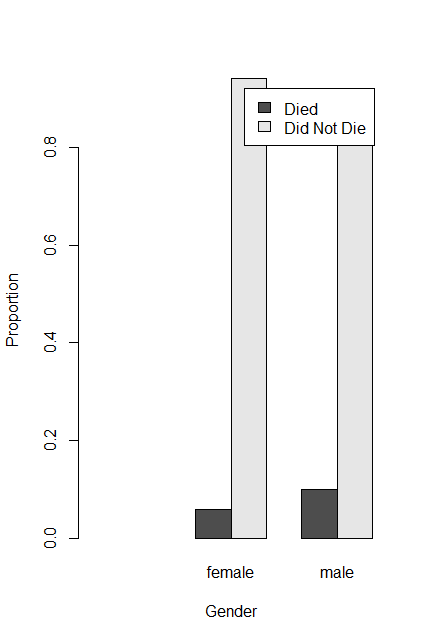 Died
Did Not Die
0.8
0.6
0.4
0.2
0.0
Proportion
female male
Gender